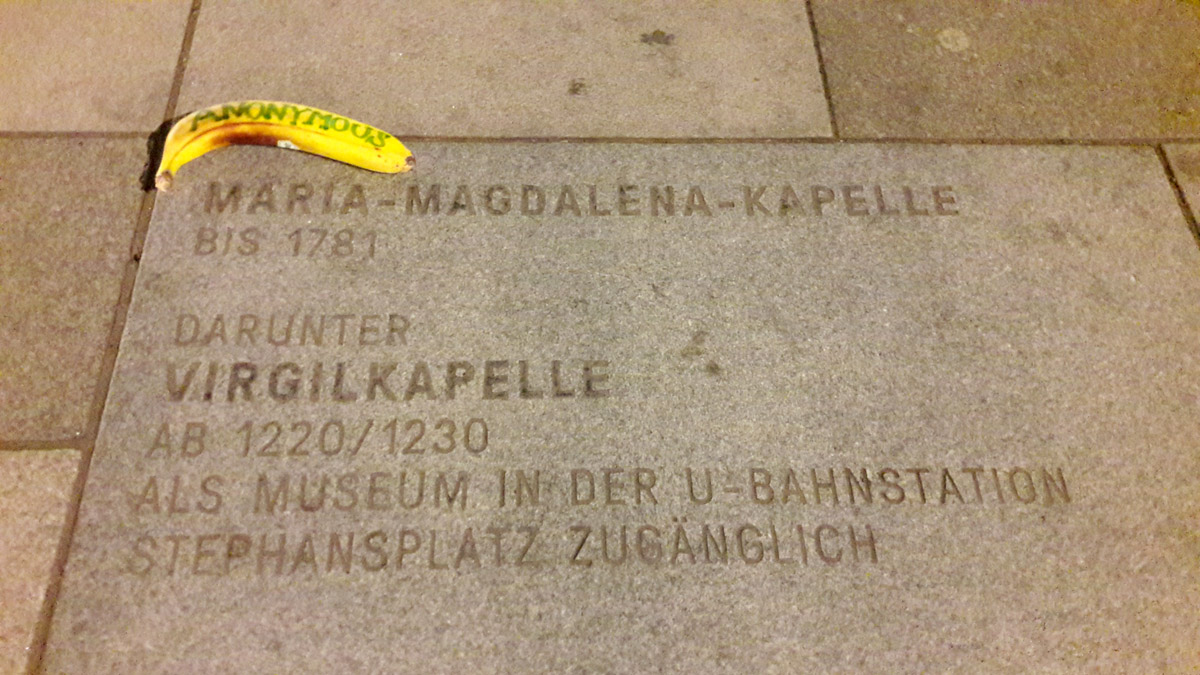 ANONYMOUS
MARIA-MAGDALENA-KAPELLE
BIS 1781
DARUNTER
VIRGILKAPELLE
AB 1220/1230
ALS MUSEUM IN DER U-BAHNSTATION
STEPHANSPLATZ ZUGÄNGLICH